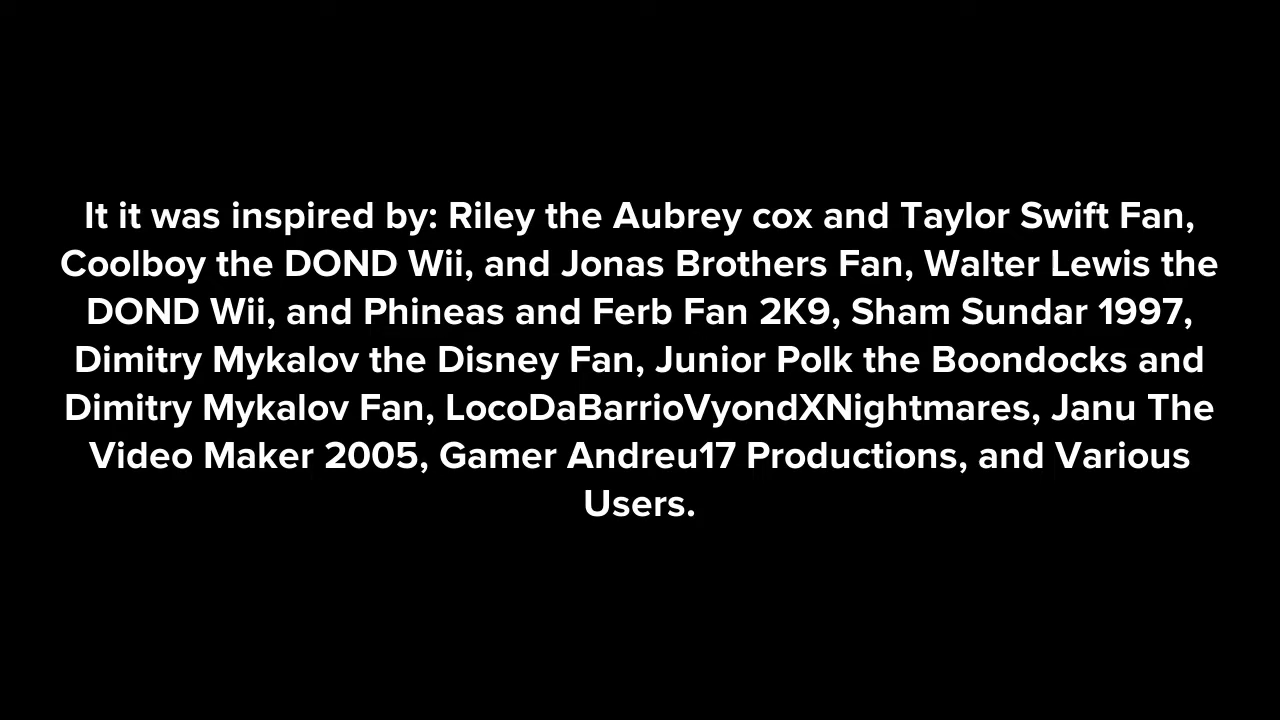 It it was inspired by: Riley the Aubrey cox and Taylor Swift Fan,
Coolboy the DOND Wii, and Jonas Brothers Fan, Walter Lewis the
DOND Wii, and Phineas and Ferb Fan 2K9, Sham Sundar 1997,
Dimitry Mykalov the Disney Fan, Junior Polk the Boondocks and
Dimitry Mykalov Fan, LocoDaBarrioVyondXNightmares, Janu The
Video Maker 2005, Gamer Andreu17 Productions, and Various
Users.